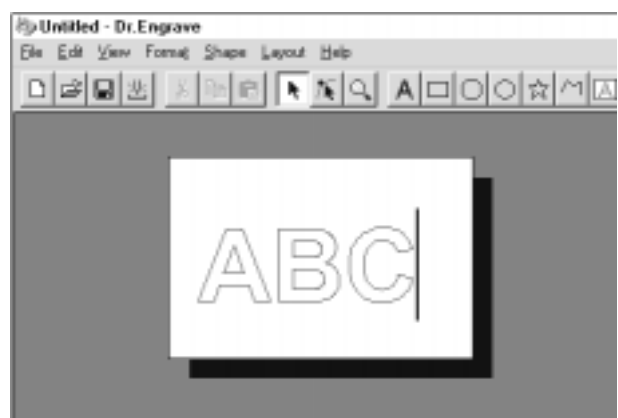 Untitled - Dr.Engrave
File Edit View Format Shape Layout Help
A A
ABC